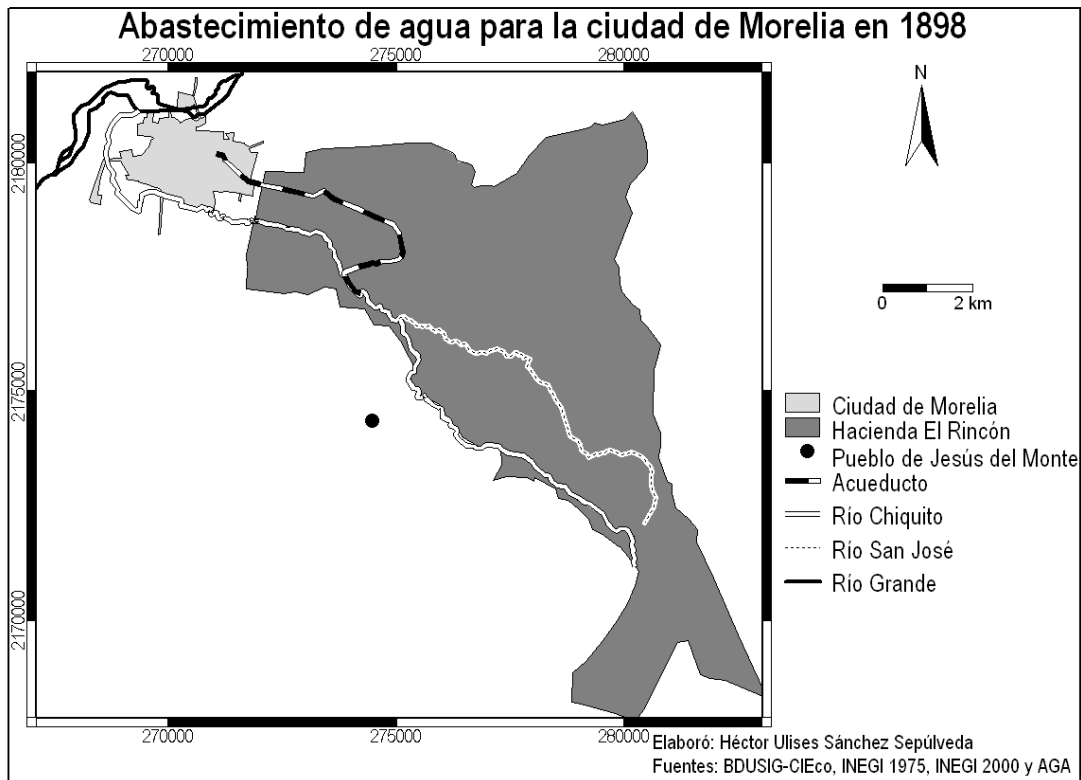 Abastecimiento de agua para la ciudad de Morelia en 1898
270000 275000 280000
2180000
2175000
2170000
N
0 2 km
Ciudad de Morelia
Hacienda El Rincón
Pueblo de Jesús del Monte
Acueducto
Río Chiquito
Río San José
Río Grande
270000 275000 280000
Elaboró: Héctor Ulises Sánchez Sepúlveda
Fuentes: BDUSIG-CIEco, INEGI 1975, INEGI 2000 y AGA